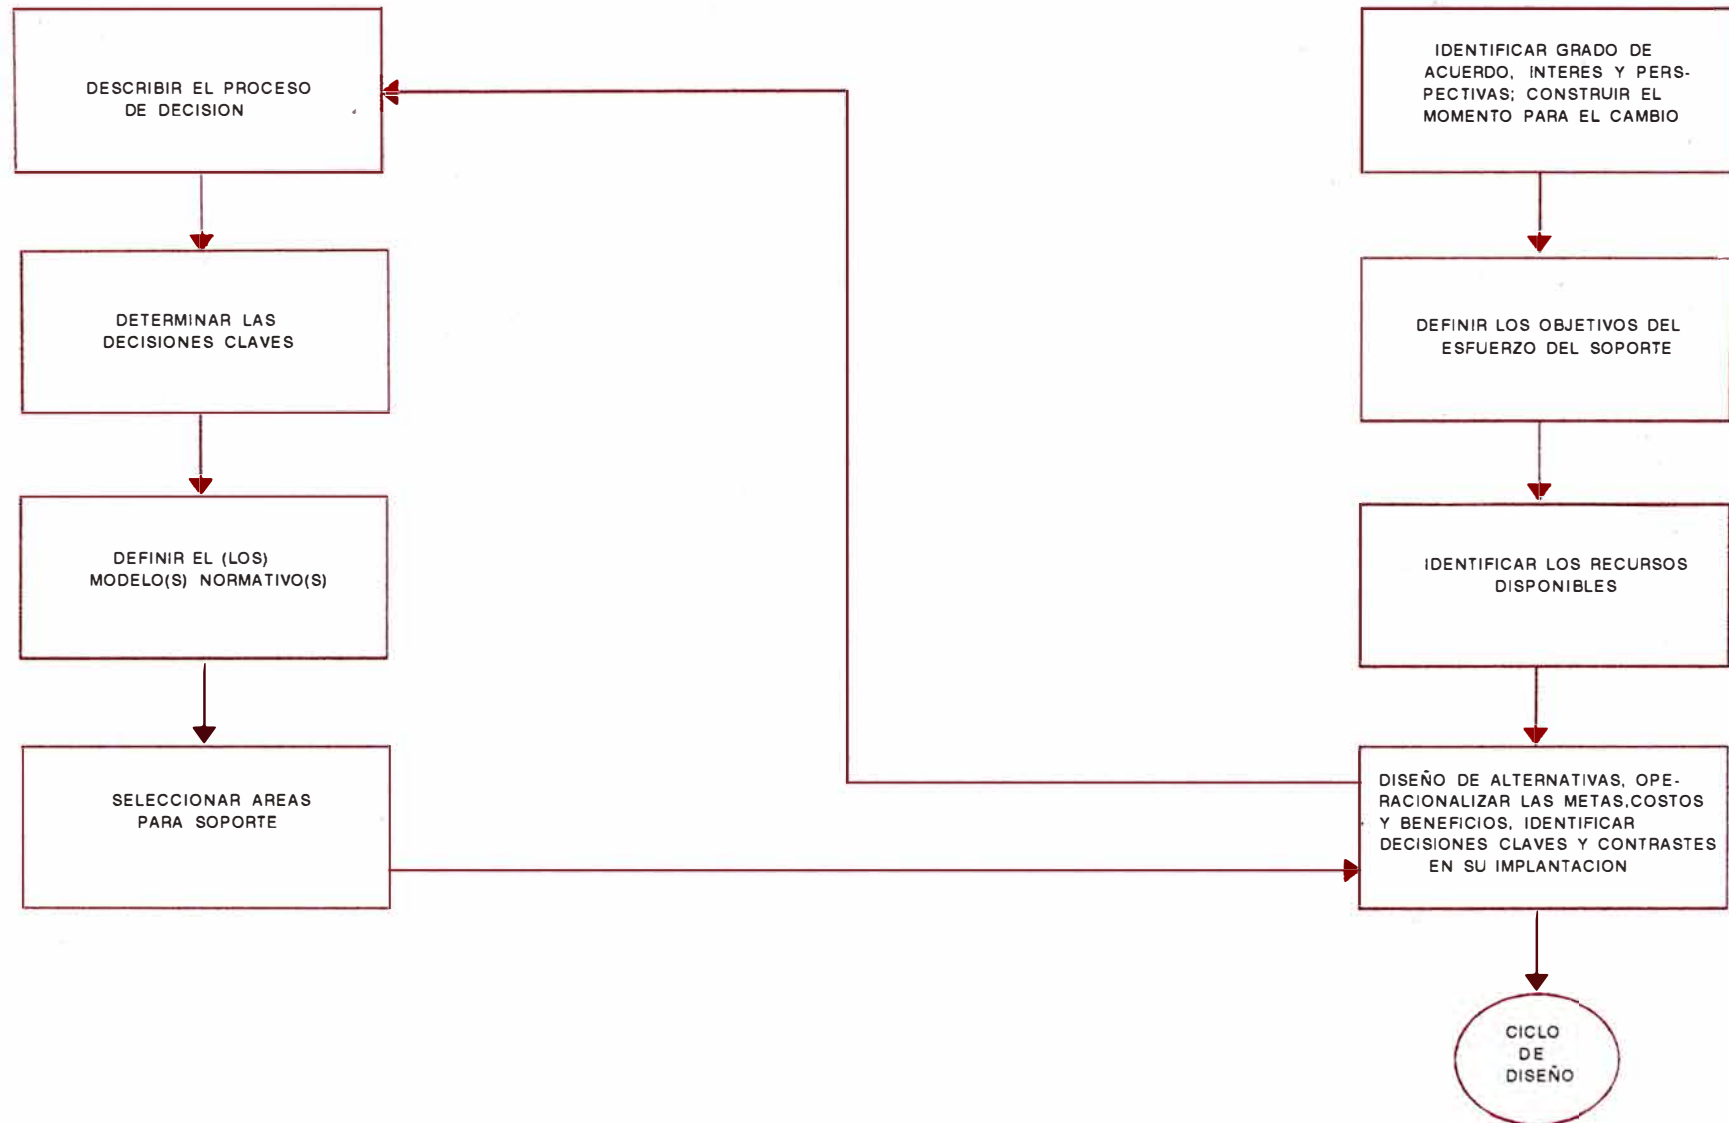 DESCRIBIR EL PROCESO
DE DECISION
DETERMINAR LAS
DECISIONES CLAVES
DEFINIR EL (LOS)
MODELO(S) NORMATIVO(S)
SELECCIONAR AREAS
PARA SOPORTE
IDENTIFICAR GRADO DE
ACUERDO, INTERES Y PERS-
PECTIVAS; CONSTRUIR EL
MOMENTO PARA EL CAMBIO
DEFINIR LOS OBJETIVOS DEL
ESFUERZO DEL SOPORTE
IDENTIFICAR LOS RECURSOS
DISPONIBLES
DISEÑO DE ALTERNATIVAS, OPE-
RACIONALIZAR LAS METAS,COSTOS
Y BENEFICIOS, IDENTIFICAR
DECISIONES CLAVES Y CONTRASTES
EN SU IMPLANTACION
CICLO
DE
DISEÑO